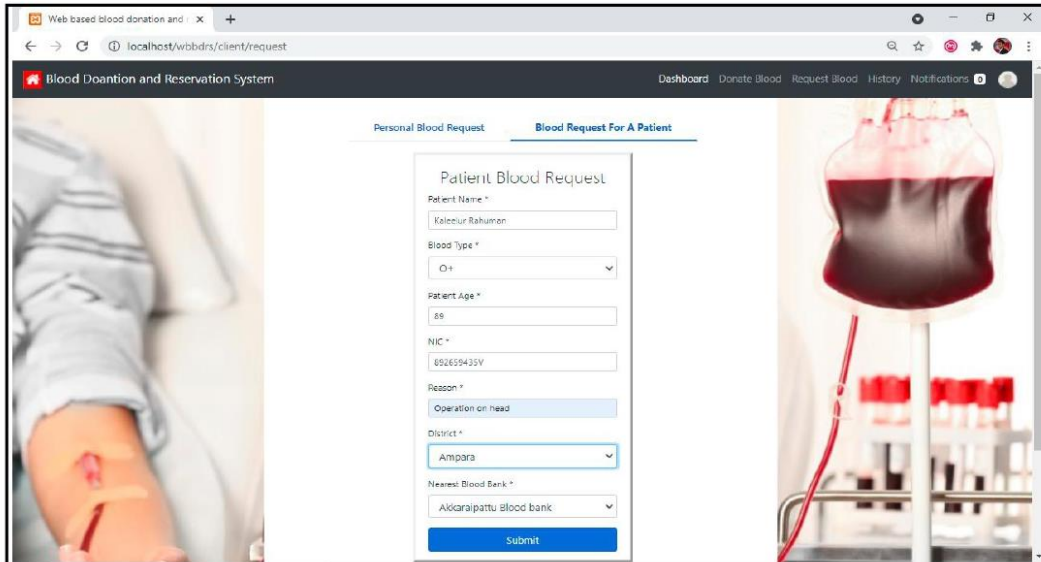 Web based blood donation and
localhost/wbbdrs/client/request
Blood Doantion and Reservation System
Dashboard Donate Blood Request Blood History Notifications 0
Personal Blood Request Blood Request For A Patient
Patient Blood Request
Patient Name *
Kaleelur Rahuman
Blood Type *
O+
Patient Age *
89
NIC *
892659435V
Reason *
Operation on head
District *
Ampara
Nearest Blood Bank *
Akkaraipattu Blood bank
Submit